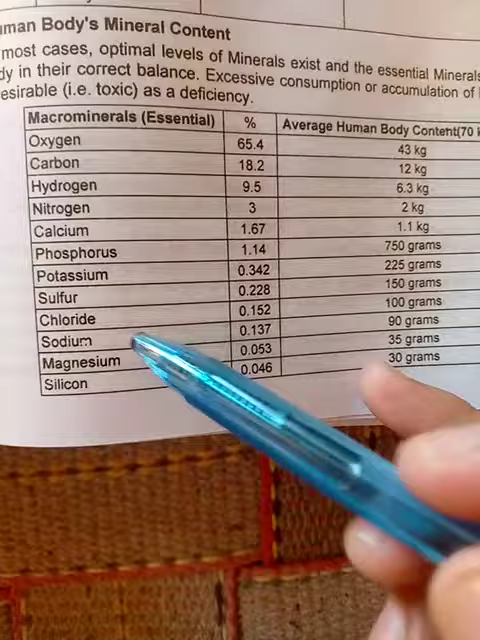 uman Body's Mineral Content
most cases, optimal levels of Minerals exist and the essential Minerals
dy in their correct balance. Excessive consumption or accumulation of
esirable (i.e. toxic) as a deficiency.
Macrominerals (Essential) % Average Human Body Content(70 k
Oxygen 65.4 43 kg
Carbon 18.2 12 kg
Hydrogen 9.5 6.3 kg
Nitrogen 3 2 kg
Calcium 1.67 1.1 kg
Phosphorus 1.14 750 grams
Potassium 0.342 225 grams
Sulfur 0.228 150 grams
Chloride 0.152 100 grams
Sodium 0.137 90 grams
Magnesium 0.053 35 grams
Silicon 0.046 30 grams